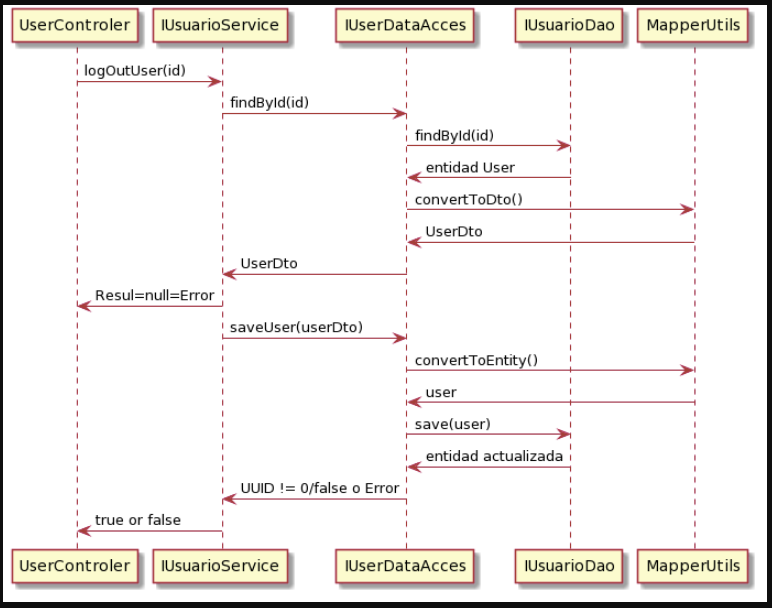 UserControler IUsuarioService IUserDataAcces IUsuarioDao MapperUtils
logOutUser(id)
findById(id)
findById(id)
entidad User
convertToDto()
UserDto
UserDto
Resul=null=Error
saveUser(userDto)
convertToEntity()
user
save(user)
entidad actualizada
UUID != 0/false o Error
true or false
UserControler IUsuarioService IUserDataAcces IUsuarioDao MapperUtils